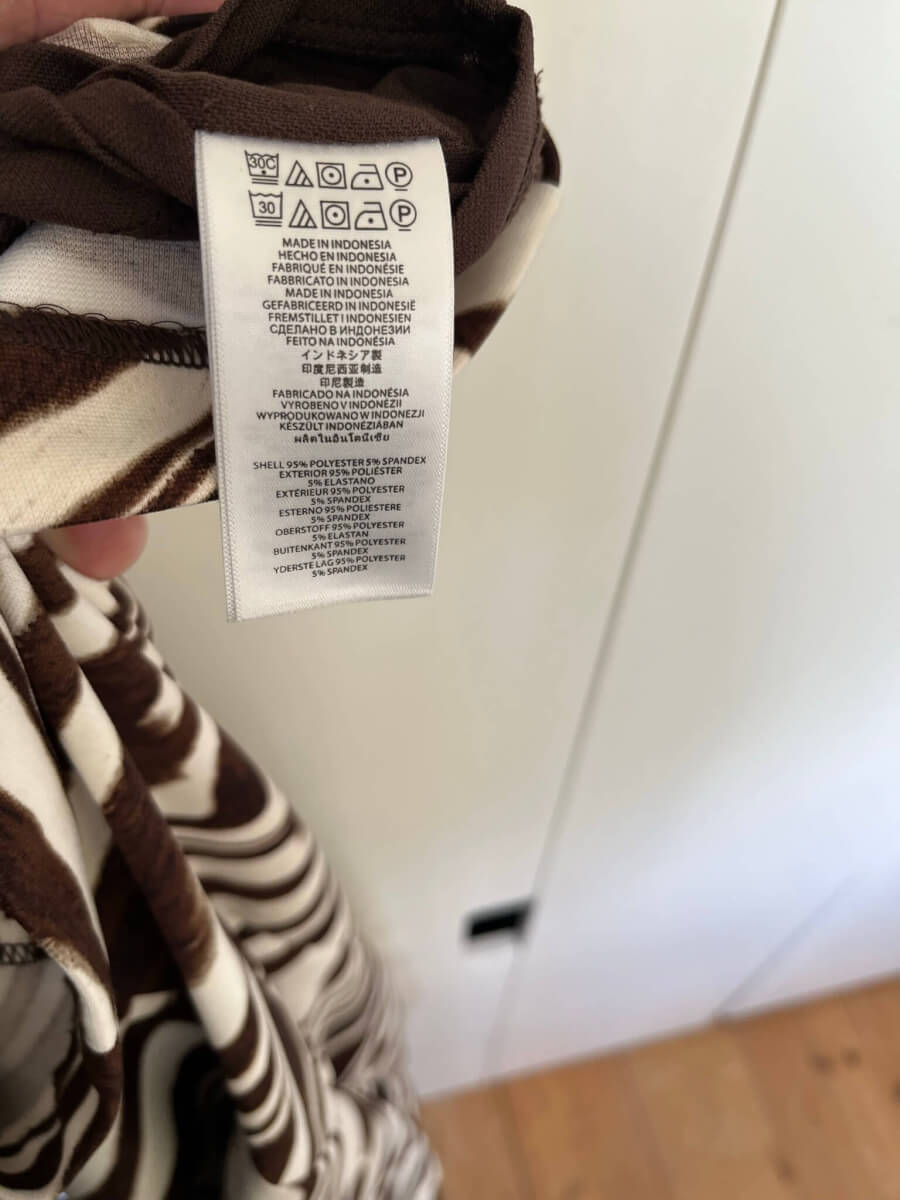 30C P
30 P
MADE IN INDONESIA
HECHO EN INDONESIA
FABRIQUÉ EN INDONÉSIE
FABBRICATO IN INDONESIA
MADE IN INDONESIA
GEFABRICEERD IN INDONESIË
FREMSTILLET I INDONESIEN
СДЕЛАНО В ИНДОНЕЗИИ
FEITO NA INDONÉSIA
インドネシア製
印度尼西亚制造
印尼製造
FABRICADO NA INDONÉSIA
VYROBENO V INDONÉZII
WYPRODUKOWANO W INDONEZJI
KÉSZÜLT INDONÉZIÁBAN
ผลิตในอินโดนีเซีย
SHELL 95% POLYESTER 5% SPANDEX
EXTERIOR 95% POLIÉSTER
5% ELASTANO
EXTÉRIEUR 95% POLYESTER
5% SPANDEX
ESTERNO 95% POLIESTERE
5% SPANDEX
OBERSTOFF 95% POLYESTER
5% ELASTAN
BUITENKANT 95% POLYESTER
5% SPANDEX
YDERSTE LAG 95% POLYESTER
5% SPANDEX